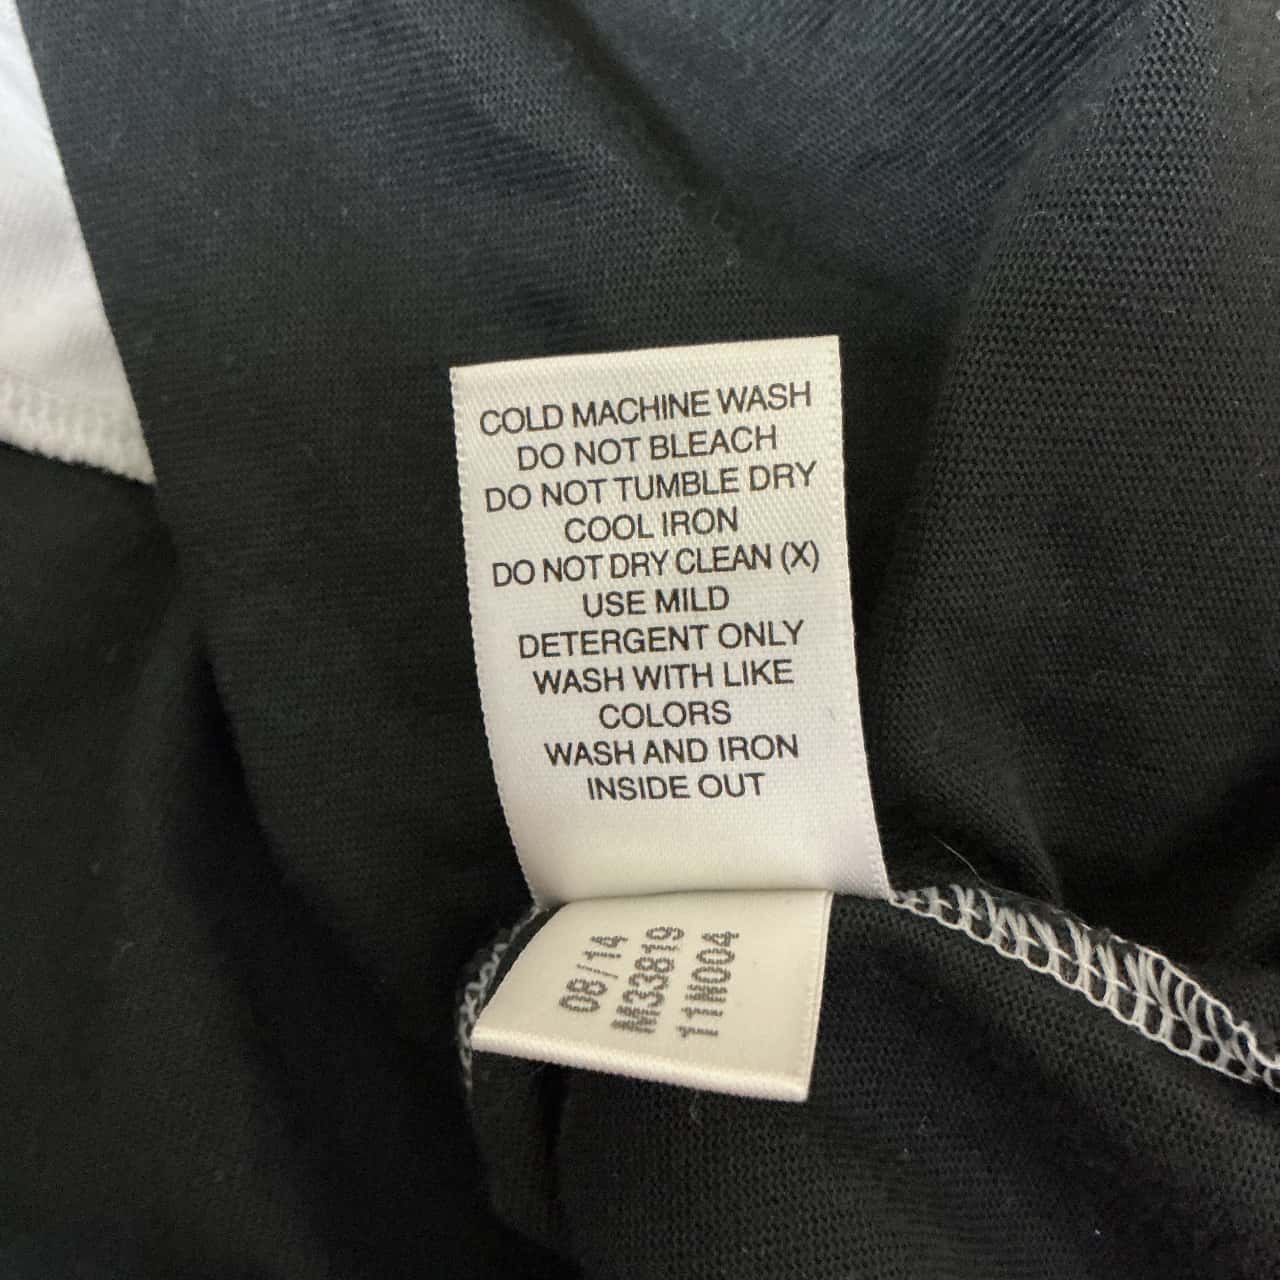 COLD MACHINE WASH
DO NOT BLEACH
DO NOT TUMBLE DRY
COOL IRON
DO NOT DRY CLEAN (X)
USE MILD
DETERGENT ONLY
WASH WITH LIKE
COLORS
WASH AND IRON
INSIDE OUT
08/14
M33819
11N004